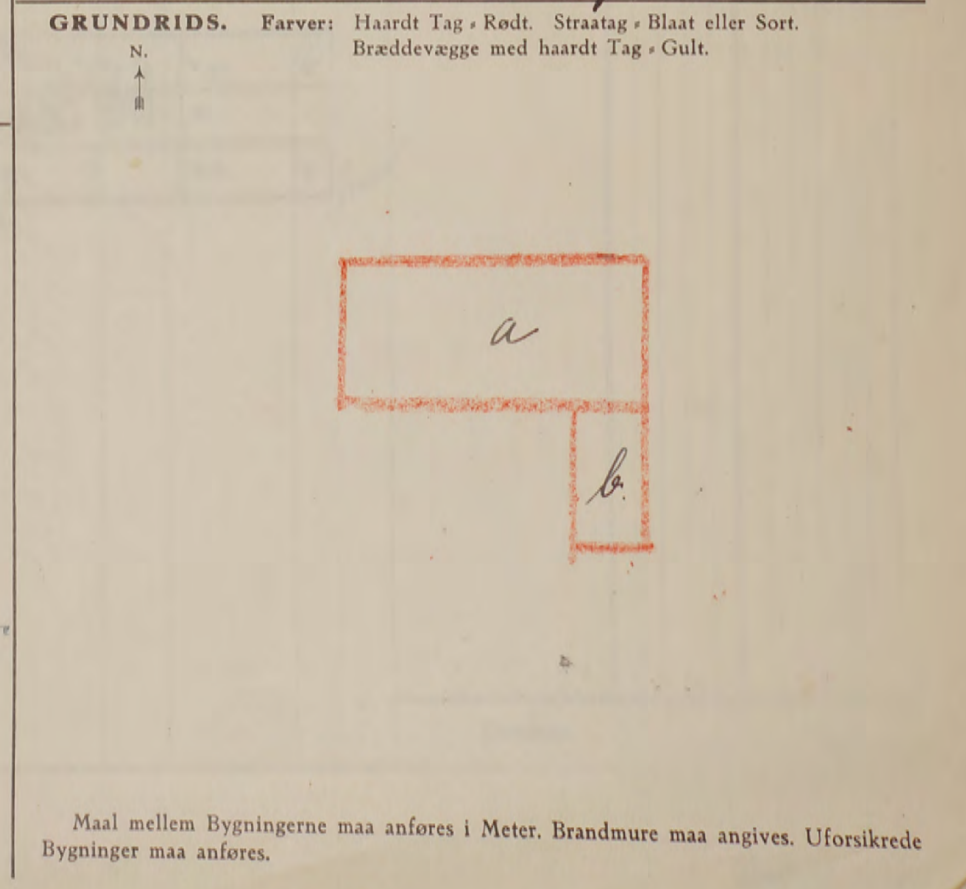 GRUNDRIDS. Farver: Haardt Tag = Rødt. Straatag = Blaat eller Sort.
Bræddevægge med haardt Tag = Gult.
N.
a
b.
Maal mellem Bygningerne maa anføres i Meter. Brandmure maa angives. Uforsikrede
Bygninger maa anføres.